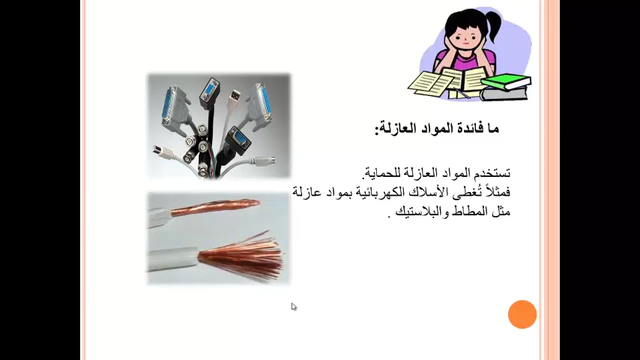 ما فائدة المواد العازلة:
تستخدم المواد العازلة للحماية.
فمثلاً تُغطى الأسلاك الكهربائية بمواد عازلة
مثل المطاط والبلاستيك .